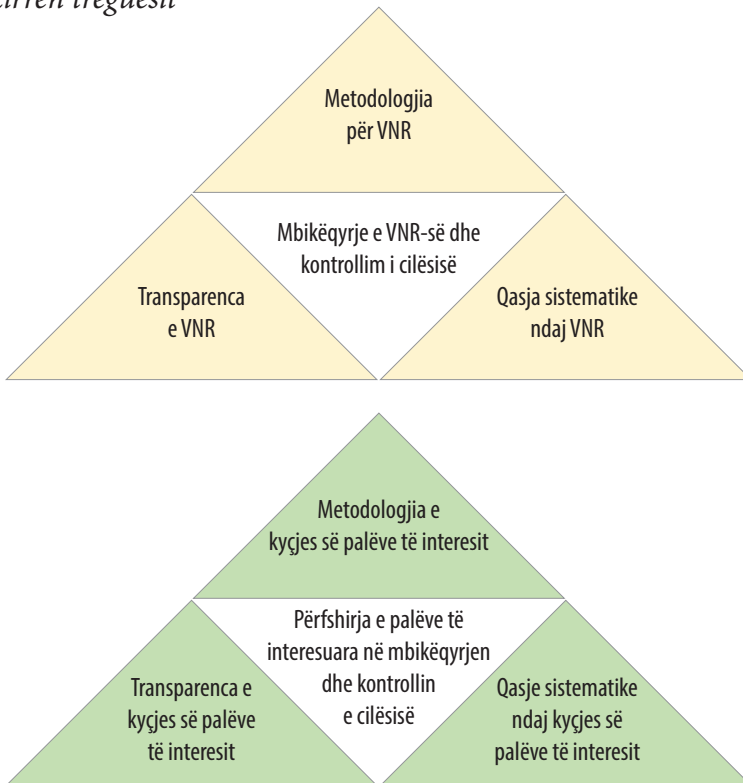 treguesit
Metodologjia
për VNR
Mbikëqyrje e VNR-së dhe
kontrollim i cilësisë
Transparenca
e VNR
Qasja sistematike
ndaj VNR
Metodologjia e
kyçjes së palëve të interesit
Përfshirja e palëve të
interesuara në mbikëqyrjen
dhe kontrollin
e cilësisë
Transparenca e
kyçjes së palëve
të interesit
Qasje sistematike
ndaj kyçjes së
palëve të interesit